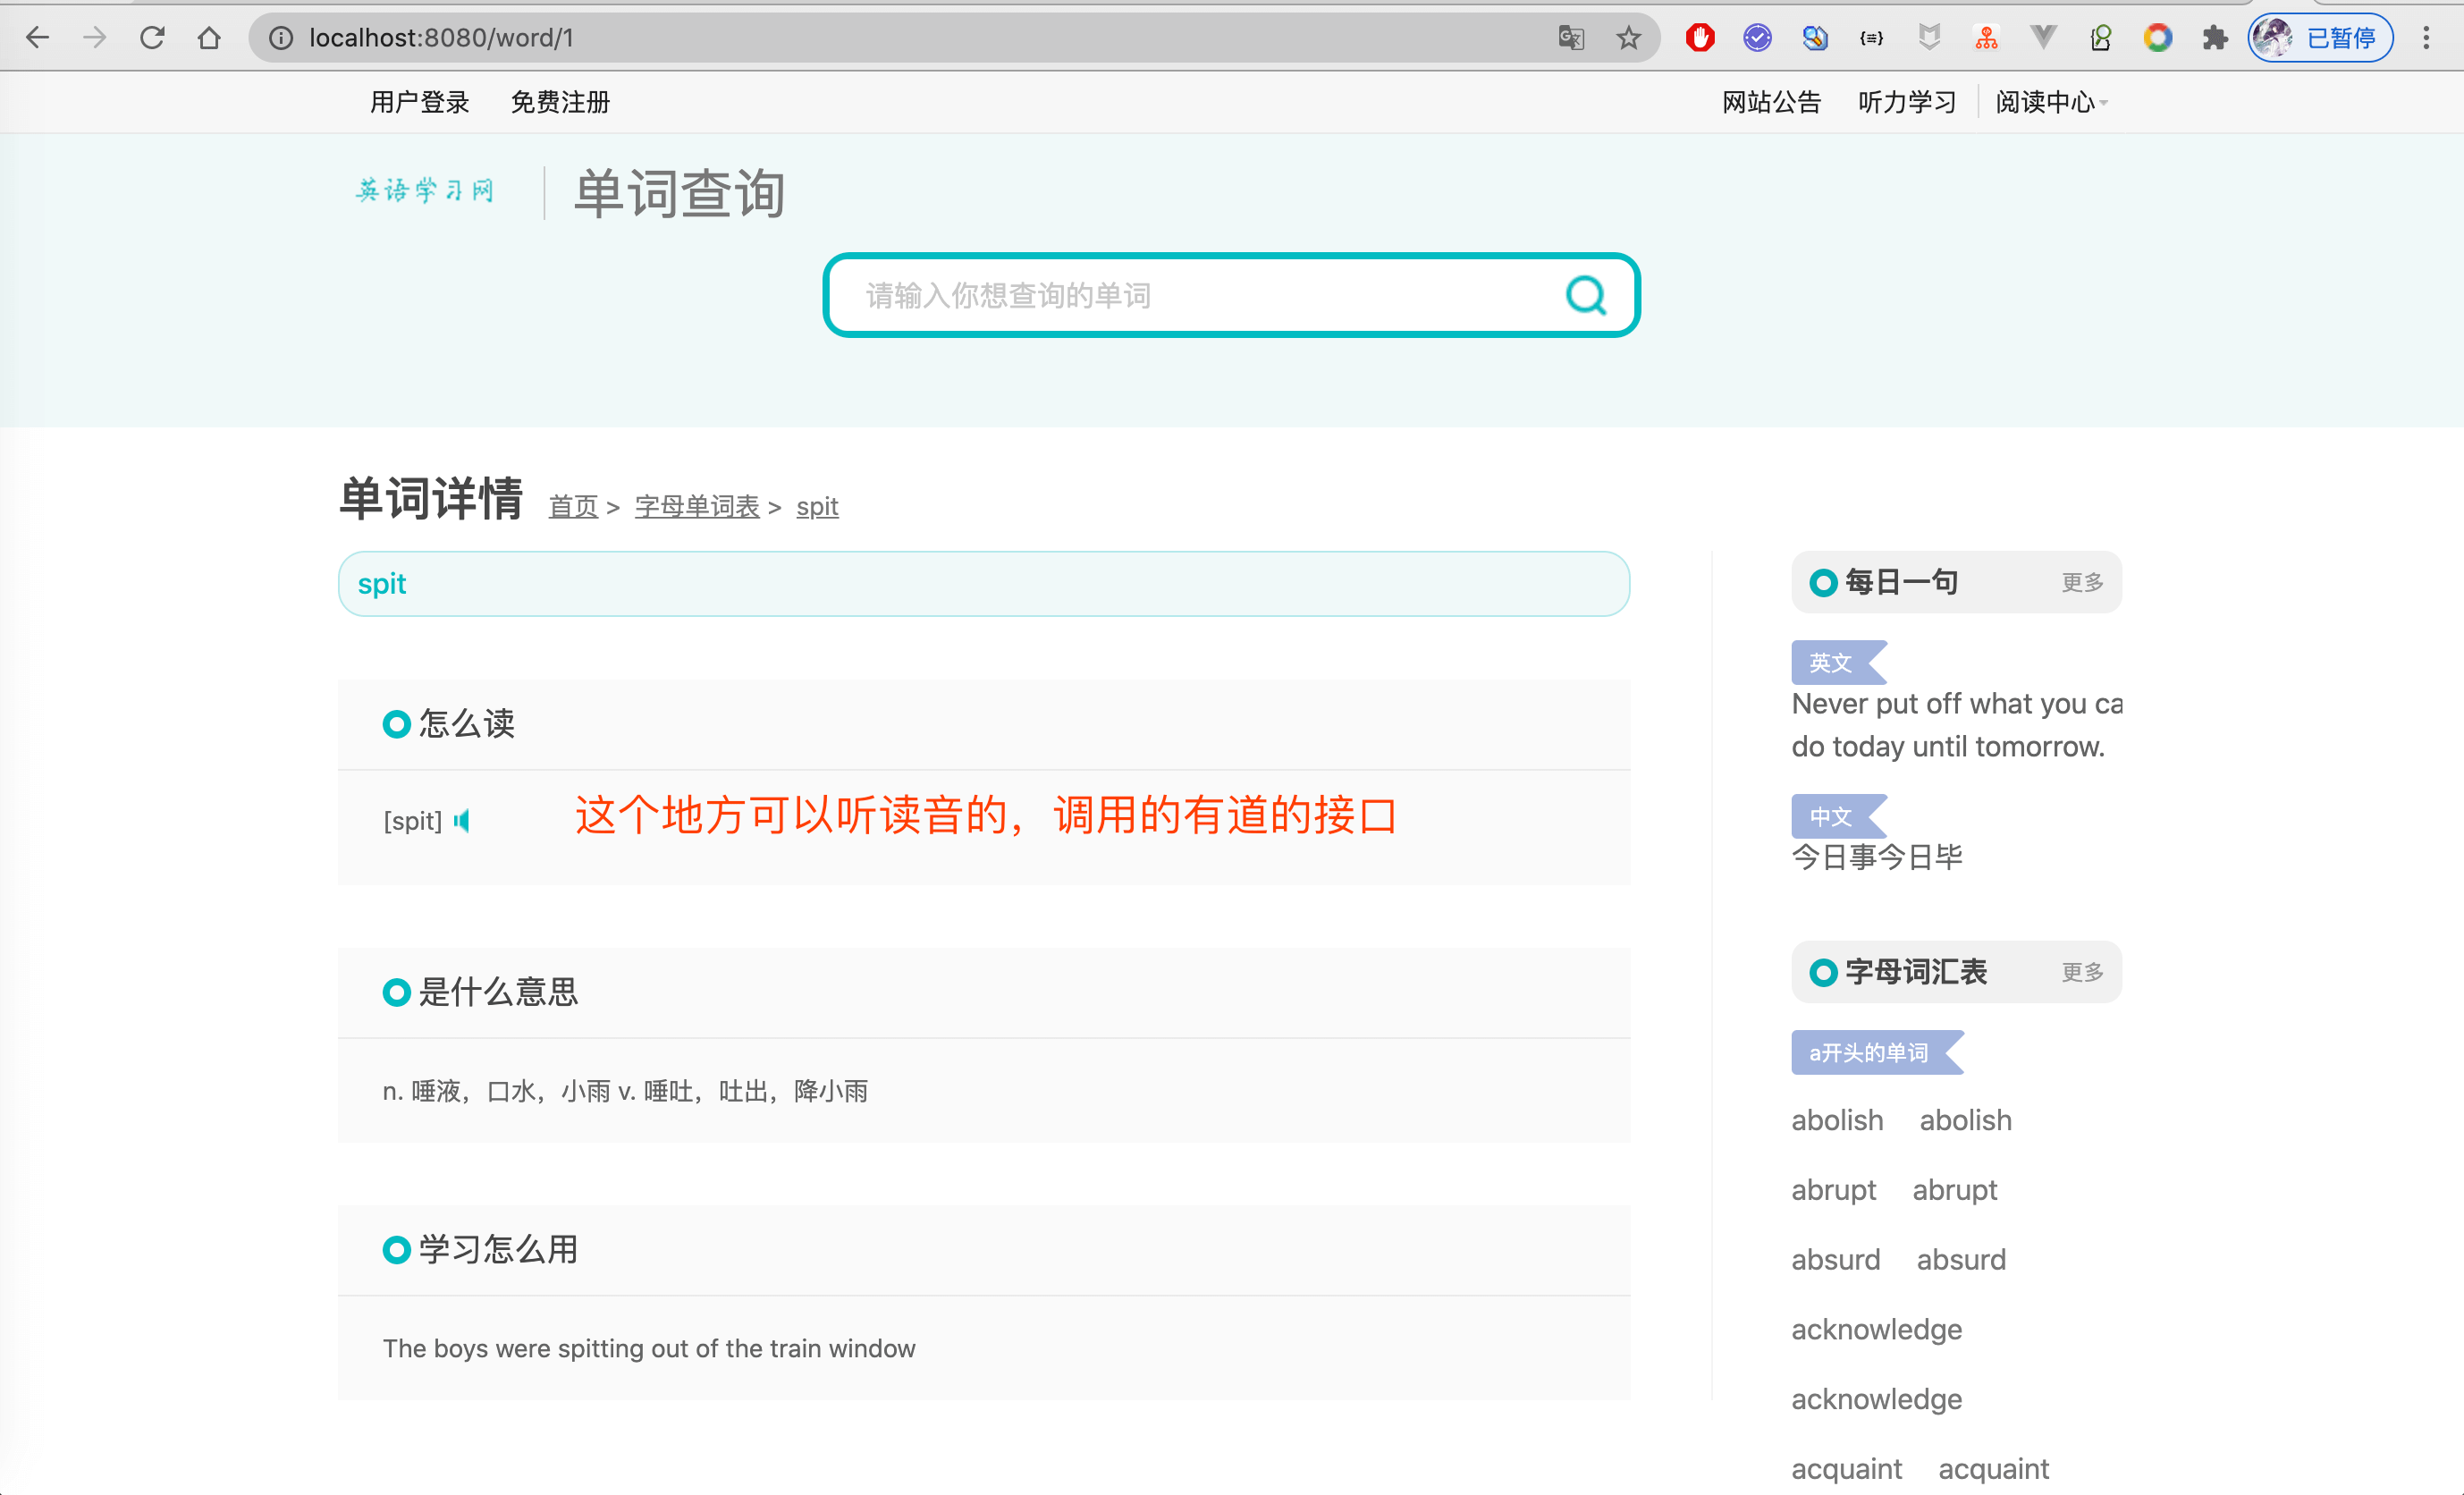 localhost:8080/word/1
已暂停
用户登录 免费注册 网站公告 听力学习 阅读中心
英语学习网 单词查询
请输入你想查询的单词
单词详情 首页 > 字母单词表 > spit
spit
怎么读
[spit] 这个地方可以听读音的，调用的有道的接口
是什么意思
n. 唾液，口水，小雨 v. 唾吐，吐出，降小雨
学习怎么用
The boys were spitting out of the train window
每日一句 更多
英文
Never put off what you ca
do today until tomorrow.
中文
今日事今日毕
字母词汇表 更多
a开头的单词
abolish abolish
abrupt abrupt
absurd absurd
acknowledge
acknowledge
acquaint acquaint